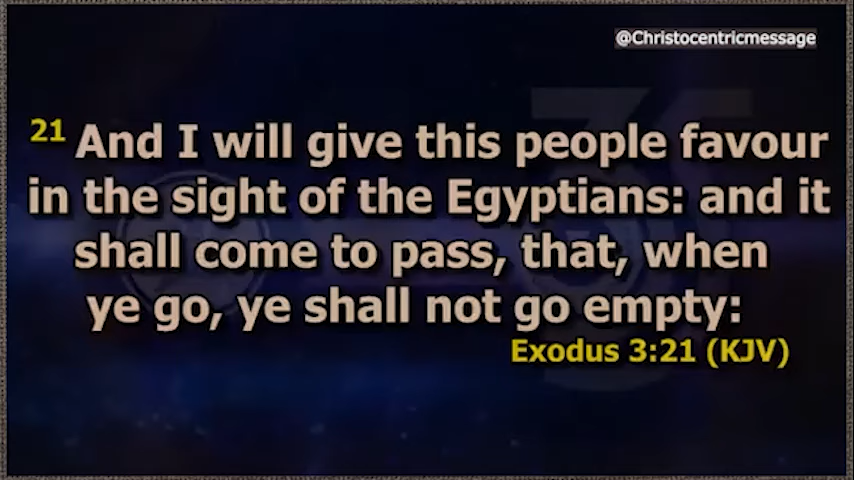 @Christocentricmessage
21 And I will give this people favour
in the sight of the Egyptians: and it
shall come to pass, that, when
ye go, ye shall not go empty:
Exodus 3:21 (KJV)